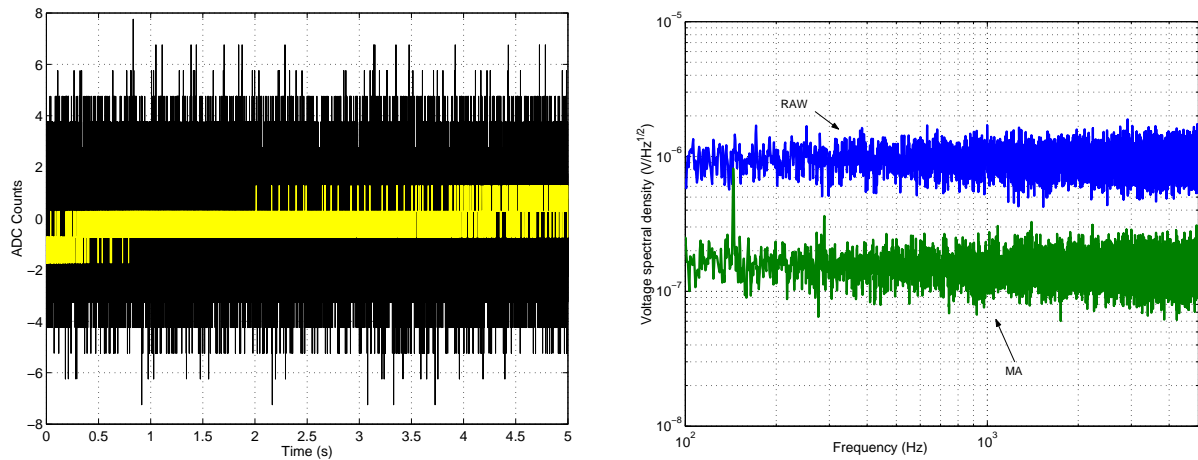 8
6
4
2
0
−2
−4
−6
−8
0 0.5 1 1.5 2 2.5 3 3.5 4 4.5 5
Time (s)
ADC Counts
10^−5
10^−6
10^−7
10^−8
10^2 10^3
Frequency (Hz)
Voltage spectral density (V/Hz^1/2)
RAW
MA